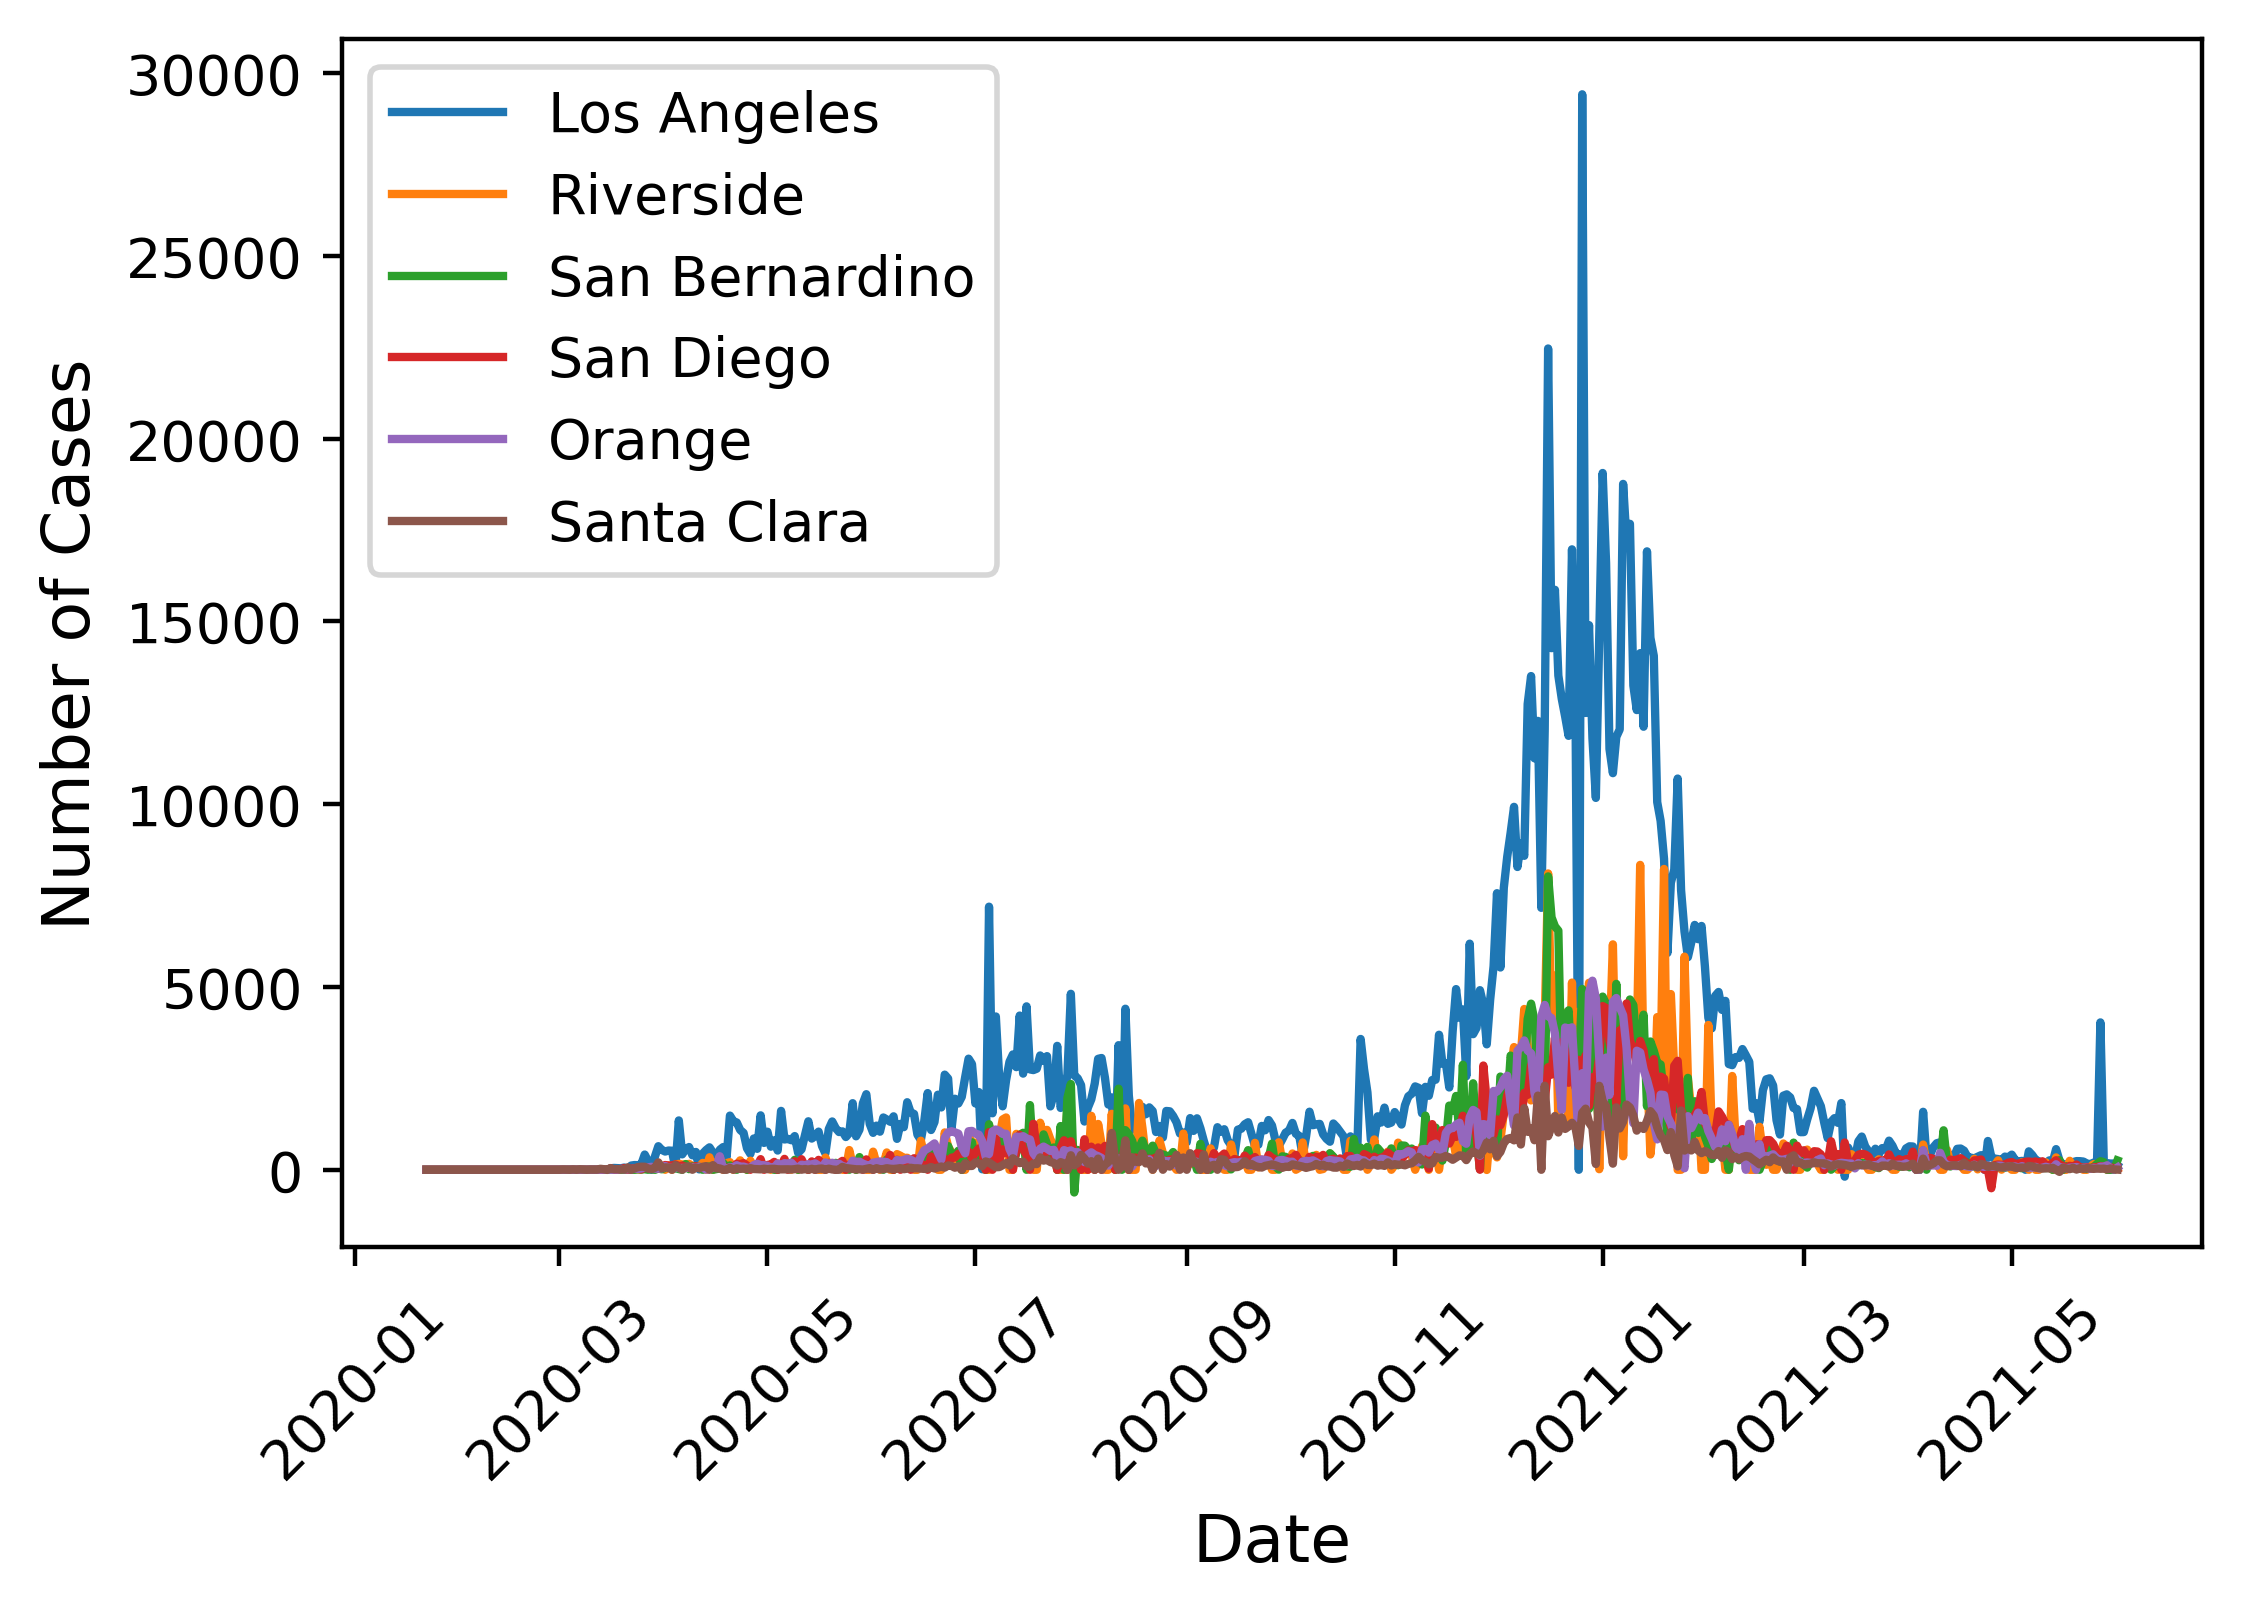 30000
25000
20000
15000
10000
5000
0
Number of Cases
Los Angeles
Riverside
San Bernardino
San Diego
Orange
Santa Clara
2020-01
2020-03
2020-05
2020-07
2020-09
2020-11
2021-01
2021-03
2021-05
Date